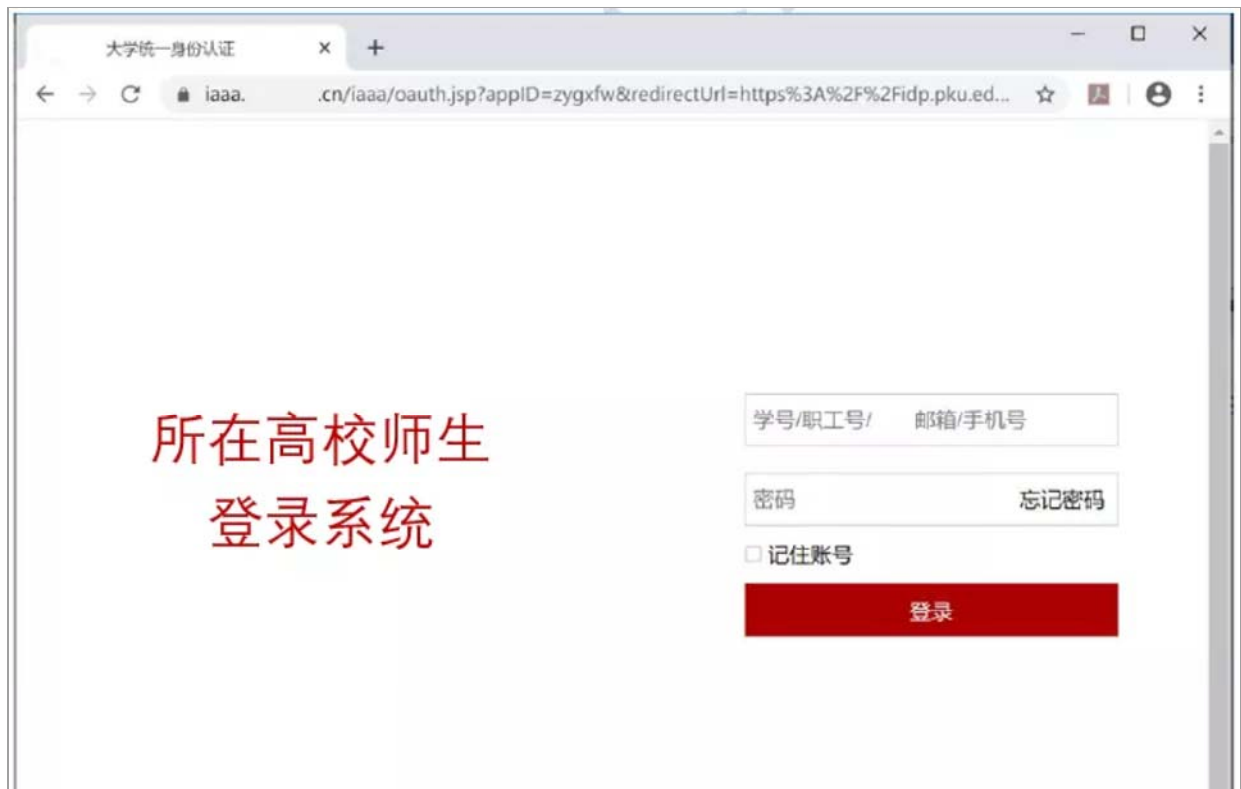 大学统一身份认证
iaaa. .cn/iaaa/oauth.jsp?appID=zygxfw&redirectUrl=https%3A%2F%2Fidp.pku.ed...
所在高校师生
登录系统
学号/职工号/ 邮箱/手机号
密码 忘记密码
记住账号
登录